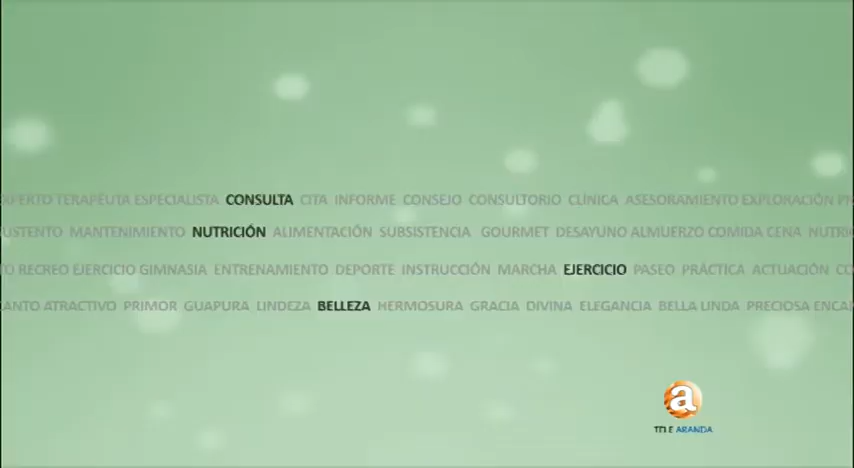 EXPERTO TERAPEUTA ESPECIALISTA CONSULTA CITA INFORME CONSEJO CONSULTORIO CLÍNICA ASESORAMIENTO EXPLORACIÓN
SUSTENTO MANTENIMIENTO NUTRICIÓN ALIMENTACIÓN SUBSISTENCIA GOURMET DESAYUNO ALMUERZO COMIDA CENA
RECREO EJERCICIO GIMNASIA ENTRENAMIENTO DEPORTE INSTRUCCIÓN MARCHA EJERCICIO PASEO PRÁCTICA ACTUACIÓN
ATRACTIVO PRIMOR GUAPURA LINDEZA BELLEZA HERMOSURA GRACIA DIVINA ELEGANCIA BELLA LINDA PRECIOSA
a
TELE ARANDA